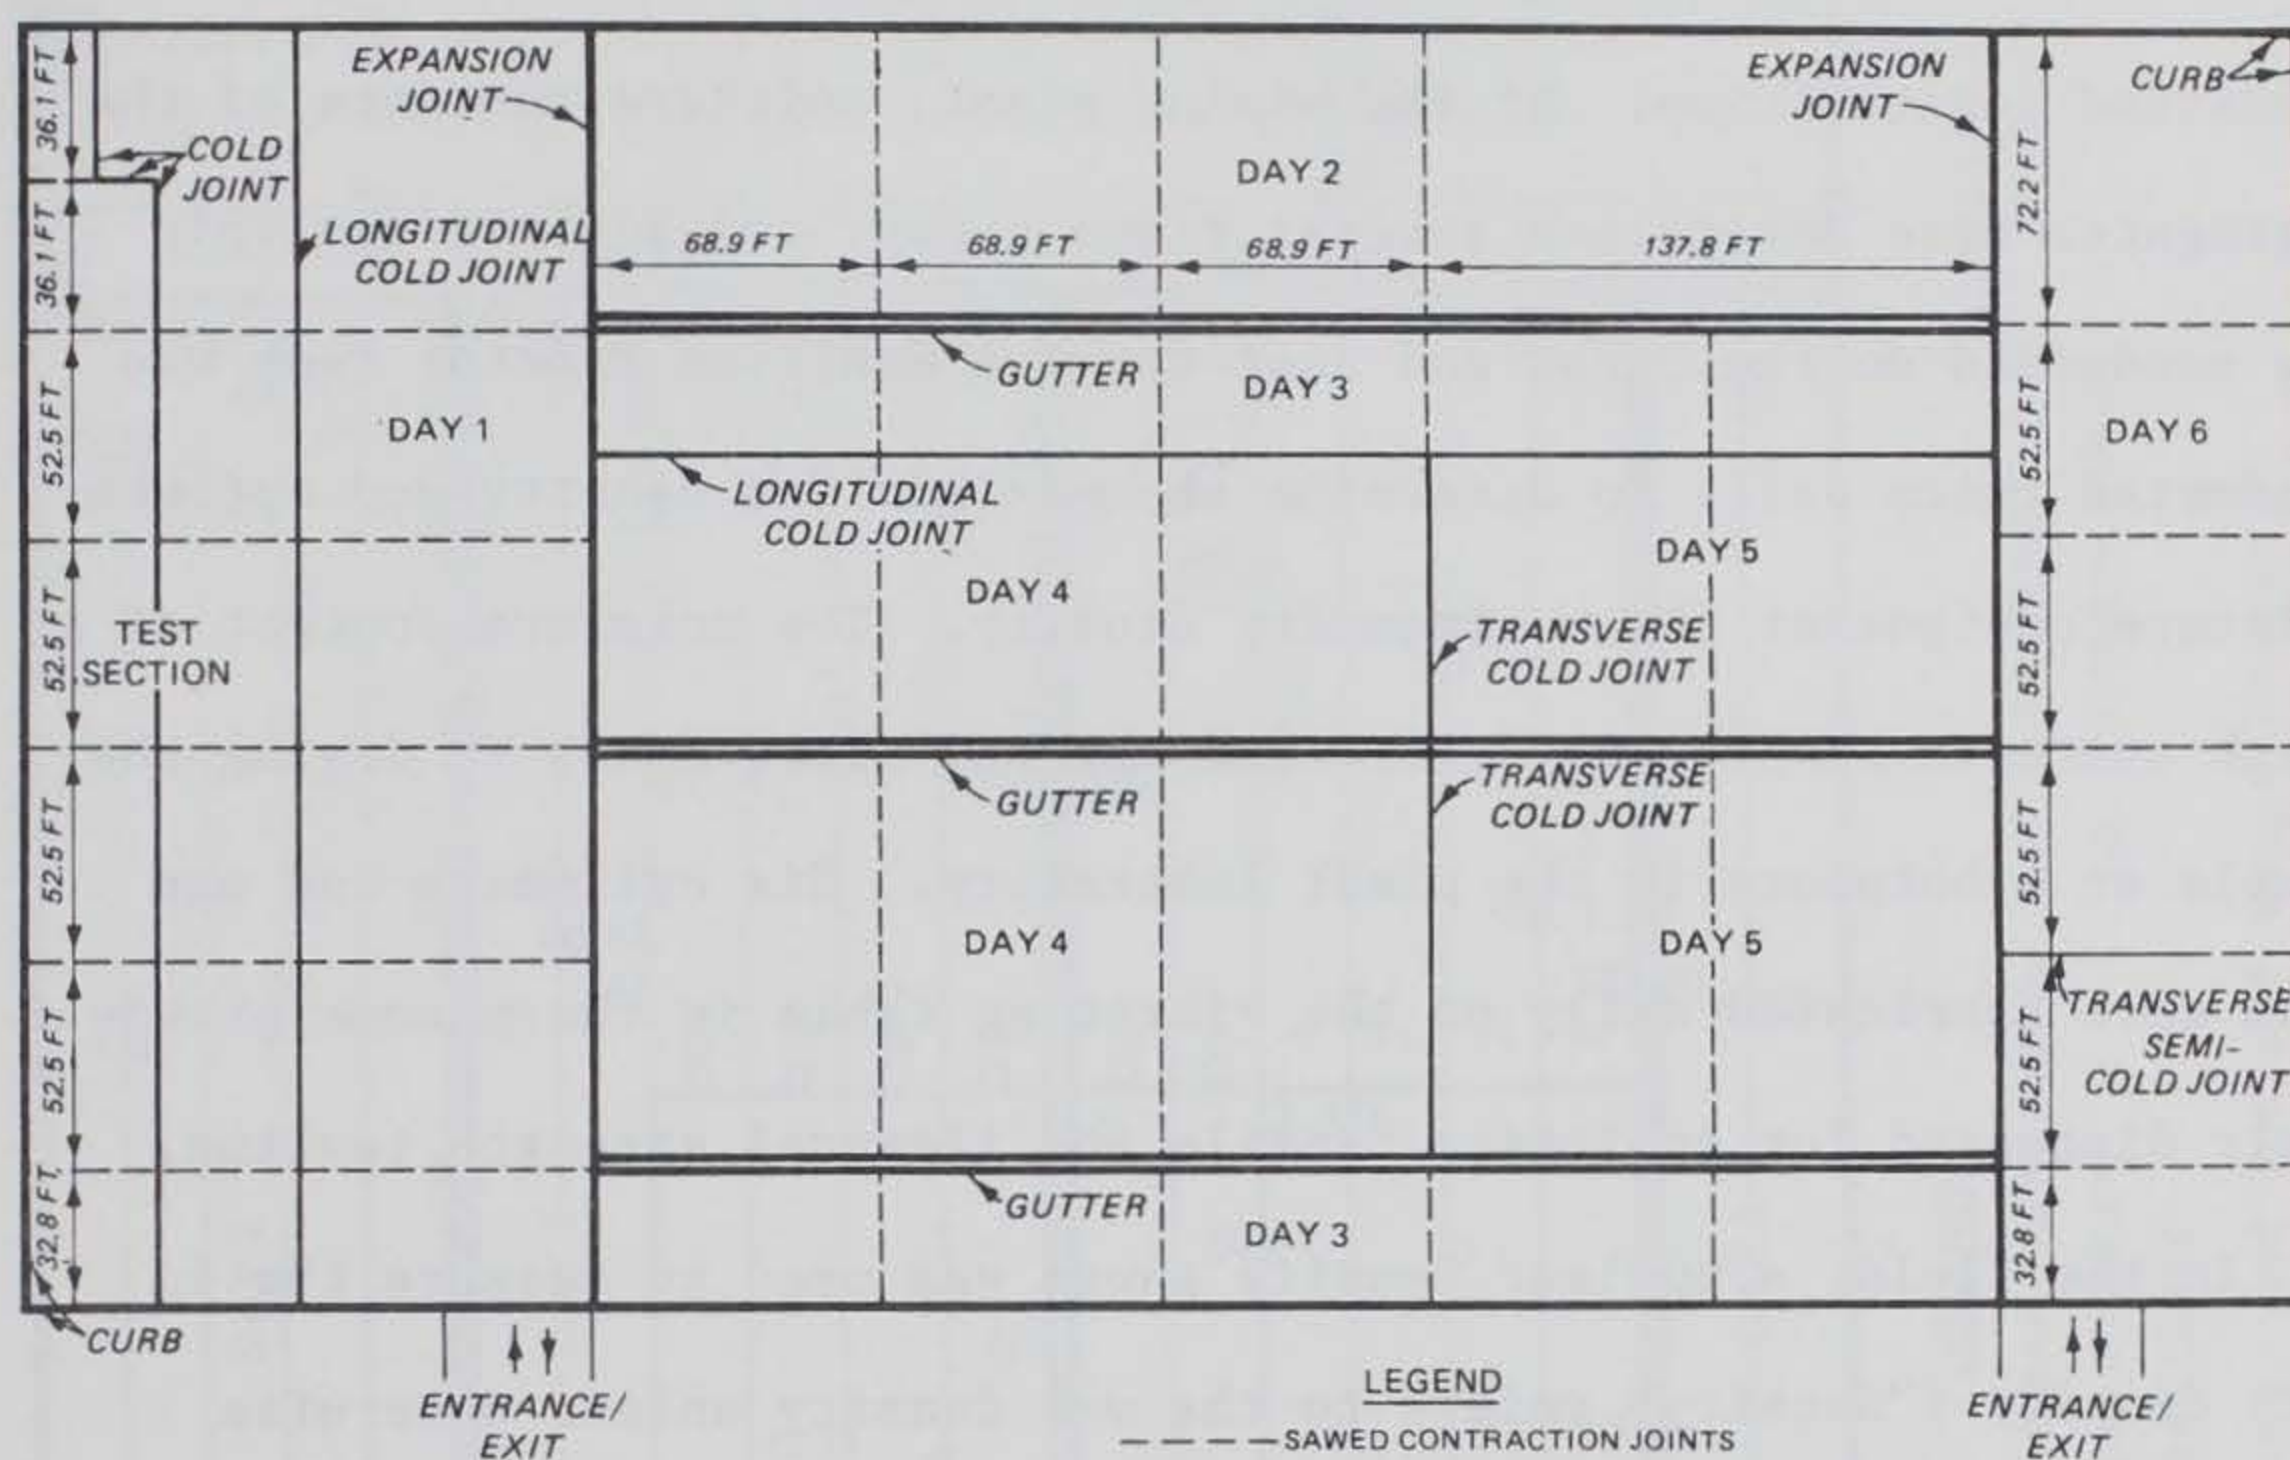 36.1 FT
36.1 FT
52.5 FT
52.5 FT
52.5 FT
52.5 FT
32.8 FT
COLD
JOINT
EXPANSION
JOINT
LONGITUDINAL
COLD JOINT
DAY 1
TEST
SECTION
CURB
ENTRANCE/
EXIT
DAY 2
68.9 FT
68.9 FT
68.9 FT
137.8 FT
EXPANSION
JOINT
GUTTER
DAY 3
LONGITUDINAL
COLD JOINT
DAY 4
DAY 5
TRANSVERSE
COLD JOINT
GUTTER
TRANSVERSE
COLD JOINT
DAY 4
DAY 5
GUTTER
DAY 3
CURB
72.2 FT
52.5 FT
52.5 FT
52.5 FT
52.5 FT
32.8 FT
DAY 6
TRANSVERSE
SEMI-
COLD JOINT
ENTRANCE/
EXIT
LEGEND
SAWED CONTRACTION JOINTS